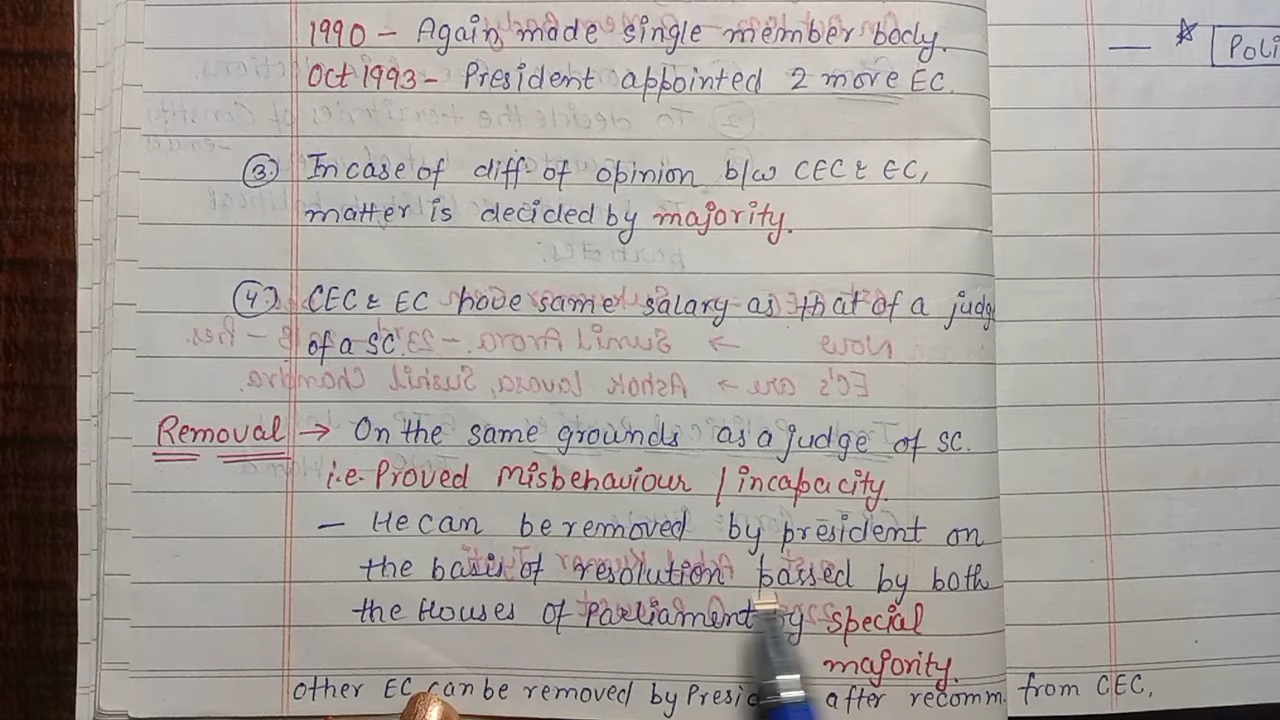 1990 - Again made single member body.
Oct 1993 - President appointed 2 more EC.
③ In case of diff. of opinion b/w CEC & EC,
matter is decided by majority.
④ CEC & EC have same salary as that of a judg
of a SC.
Removal → On the same grounds as a judge of SC.
i.e. Proved Misbehaviour / incapacity.
- He can be removed by president on
the basis of resolution passed by both
the Houses of Parliament by special
majority.
other EC can be removed by Presid after recomm. from CEC.
— ☆ Poli